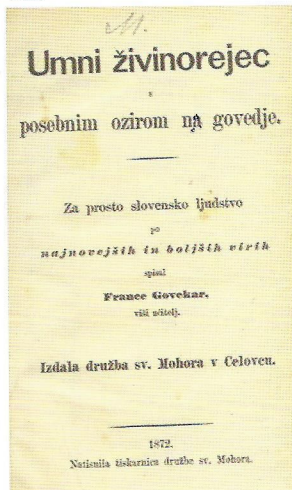 M.
Umni živinorejec
s
posebnim ozirom na govedje.
Za prosto slovensko ljudstvo
po
najnovejših in boljših virih
spisal
France Govekar,
viši učitelj.
Izdala družba sv. Mohora v Celovcu.
1872.
Natisnila tiskarnica družbe sv. Mohora.